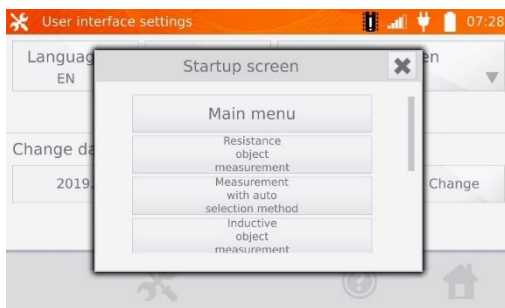 User interface settings
07:28
Languag
en
EN
Startup screen
Main menu
Resistance
object
measurement
Measurement
with auto
selection method
Inductive
object
measurement
Change da
2019.
Change